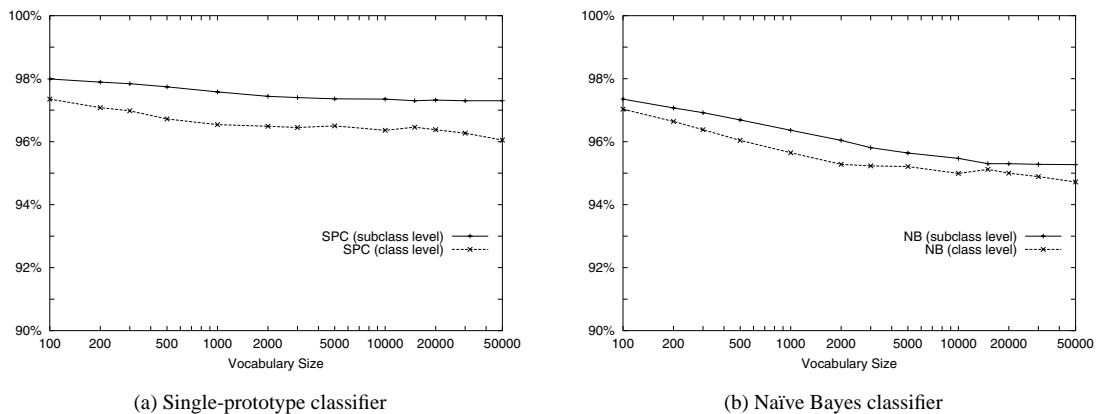 100%
98%
96%
94%
92%
90%
SPC (subclass level)
SPC (class level)
100 200 500 1000 2000 5000 10000 20000 50000
Vocabulary Size
(a) Single-prototype classifier
100%
98%
96%
94%
92%
90%
NB (subclass level)
NB (class level)
100 200 500 1000 2000 5000 10000 20000 50000
Vocabulary Size
(b) Naïve Bayes classifier